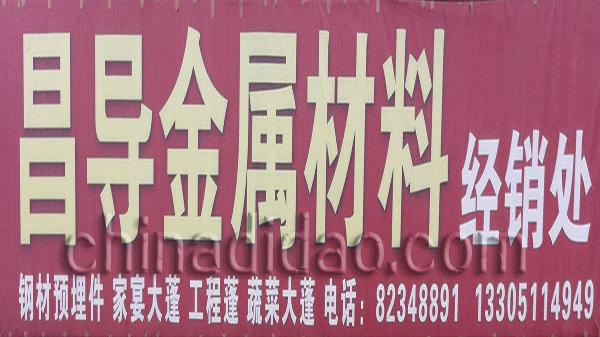 昌导金属材料 经销处
chinadidao.com
钢材预埋件 家宴大蓬 工程蓬 蔬菜大蓬 电话：82348891 13305114949